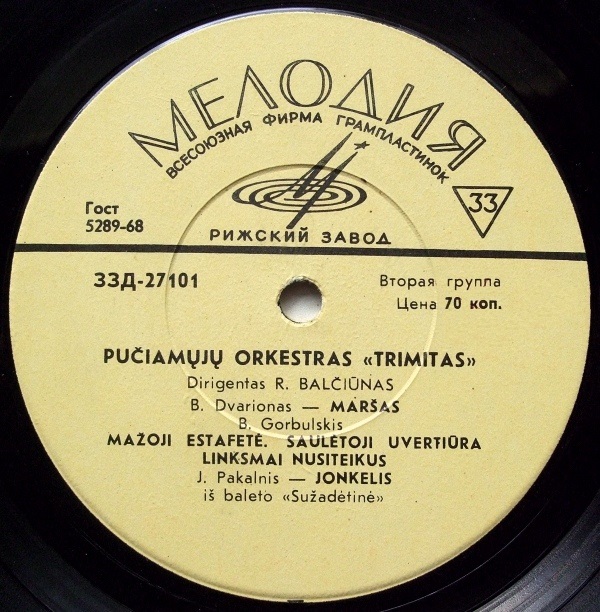 МЕЛОДИЯ
ВСЕСОЮЗНАЯ ФИРМА ГРАМПЛАСТИНОК
33
Гост
5289-68
РИЖСКИЙ ЗАВОД
33Д-27101
Вторая группа
Цена 70 коп.
PUČIAMŲJŲ ORKESTRAS «TRIMITAS»
Dirigentas R. BALČIŪNAS
B. Dvarionas — MARŠAS
B. Gorbulskis
MAŽOJI ESTAFETĖ. SAULĖTOJI UVERTIŪRA
LINKSMAI NUSITEIKUS
J. Pakalnis — JONKELIS
iš baleto «Sužadėtinė»